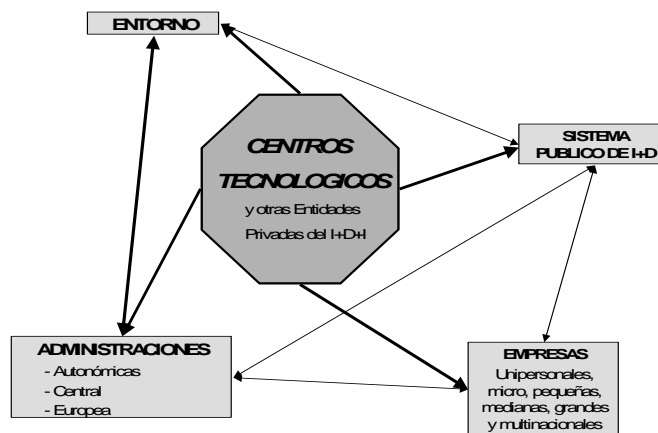 ENTORNO
CENTROS
TECNOLOGICOS
y otras Entidades
Privadas del I+D+I
SISTEMA
PUBLICO DE I+D
ADMINISTRACIONES
- Autonómicas
- Central
- Europea
EMPRESAS
Unipersonales,
micro, pequeñas,
medianas, grandes
y multinacionales